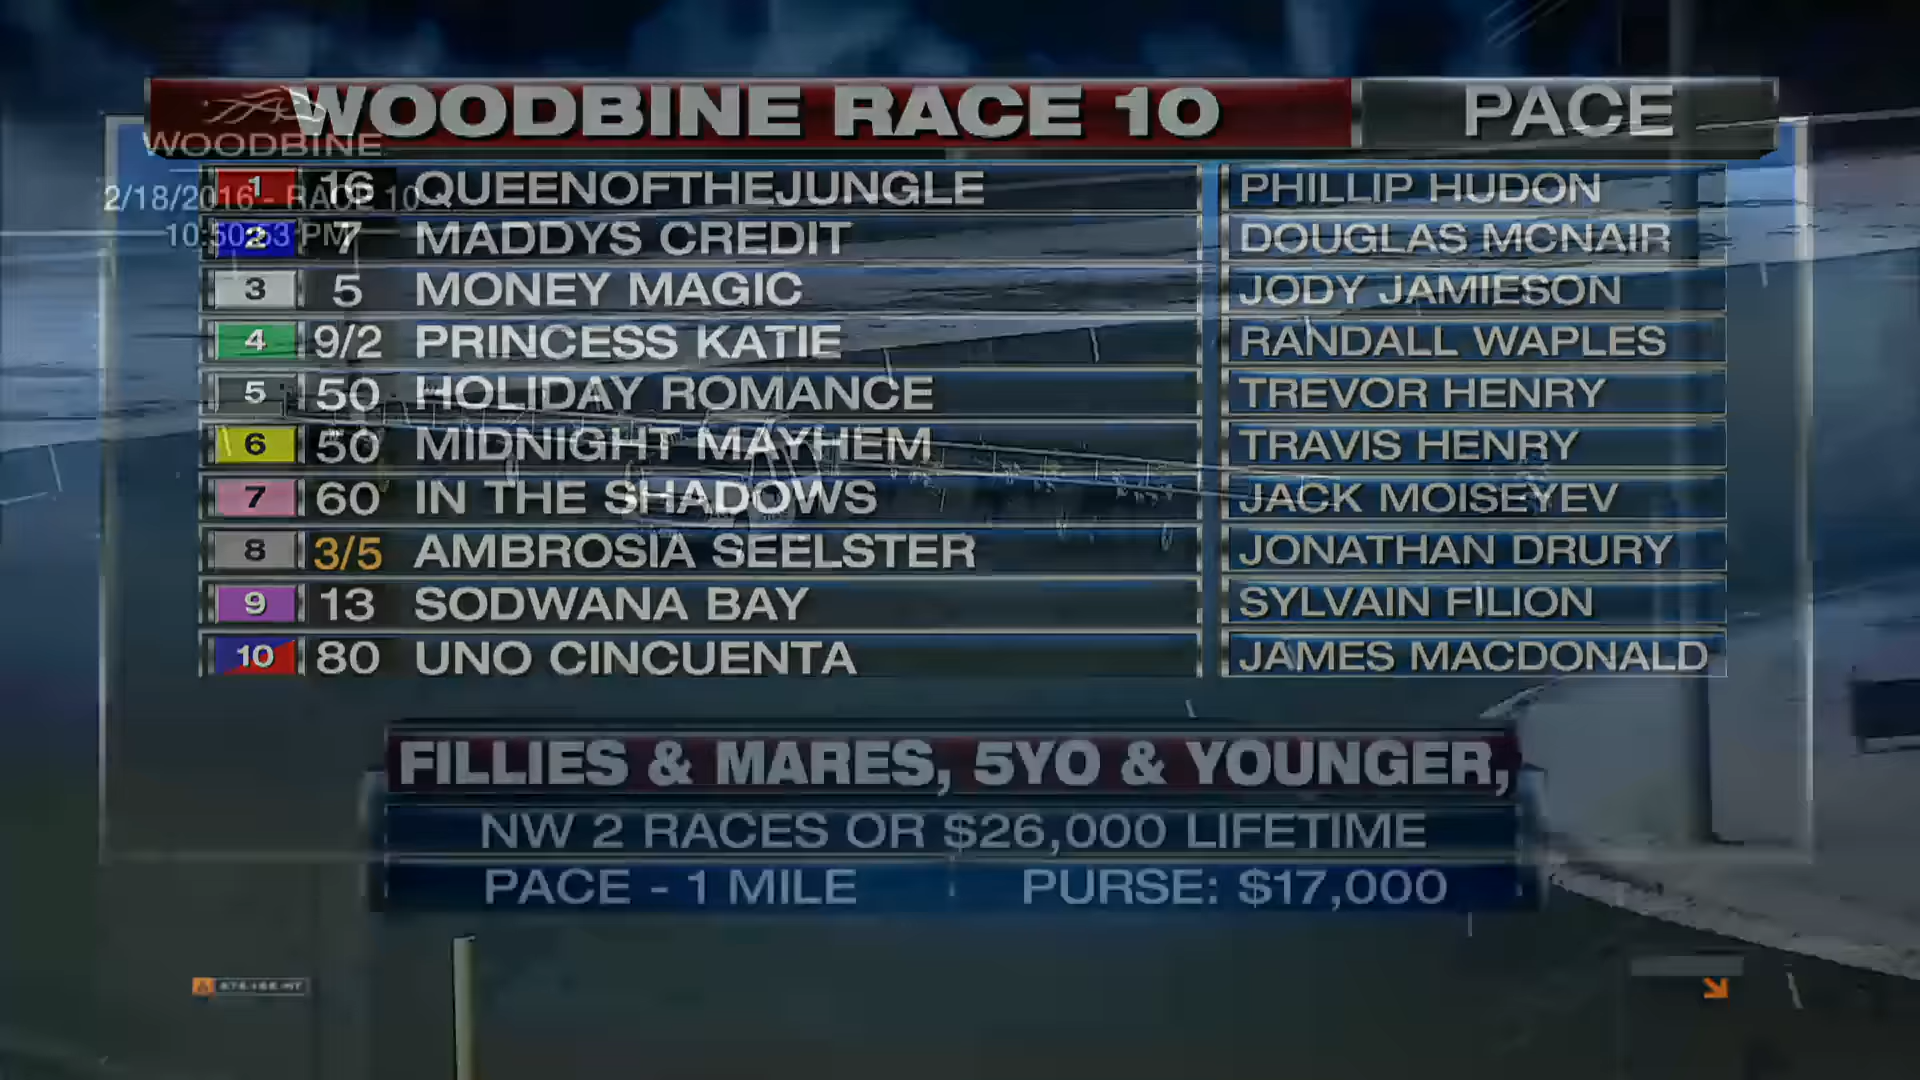 WOODBINE RACE 10 PACE
WOODBINE
2/18/2016 - RACE 10
10:50:53 PM
1 16 QUEENOFTHEJUNGLE PHILLIP HUDON
2 7 MADDYS CREDIT DOUGLAS MCNAIR
3 5 MONEY MAGIC JODY JAMIESON
4 9/2 PRINCESS KATIE RANDALL WAPLES
5 50 HOLIDAY ROMANCE TREVOR HENRY
6 50 MIDNIGHT MAYHEM TRAVIS HENRY
7 60 IN THE SHADOWS JACK MOISEYEV
8 3/5 AMBROSIA SEELSTER JONATHAN DRURY
9 13 SODWANA BAY SYLVAIN FILION
10 80 UNO CINCUENTA JAMES MACDONALD
FILLIES & MARES, 5YO & YOUNGER,
NW 2 RACES OR $26,000 LIFETIME
PACE - 1 MILE PURSE: $17,000